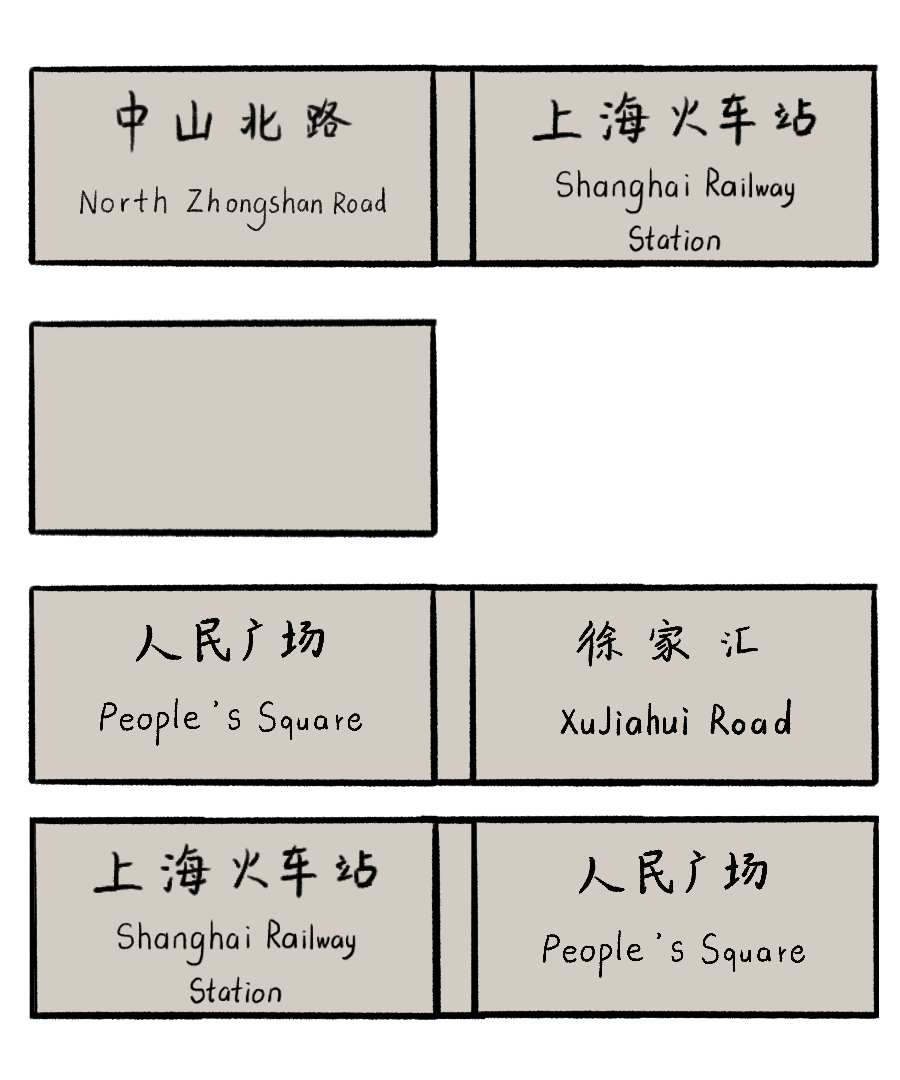 中山北路
North Zhongshan Road
上海火车站
Shanghai Railway
Station
人民广场
People's Square
徐家汇
XuJiahui Road
上海火车站
Shanghai Railway
Station
人民广场
People's Square